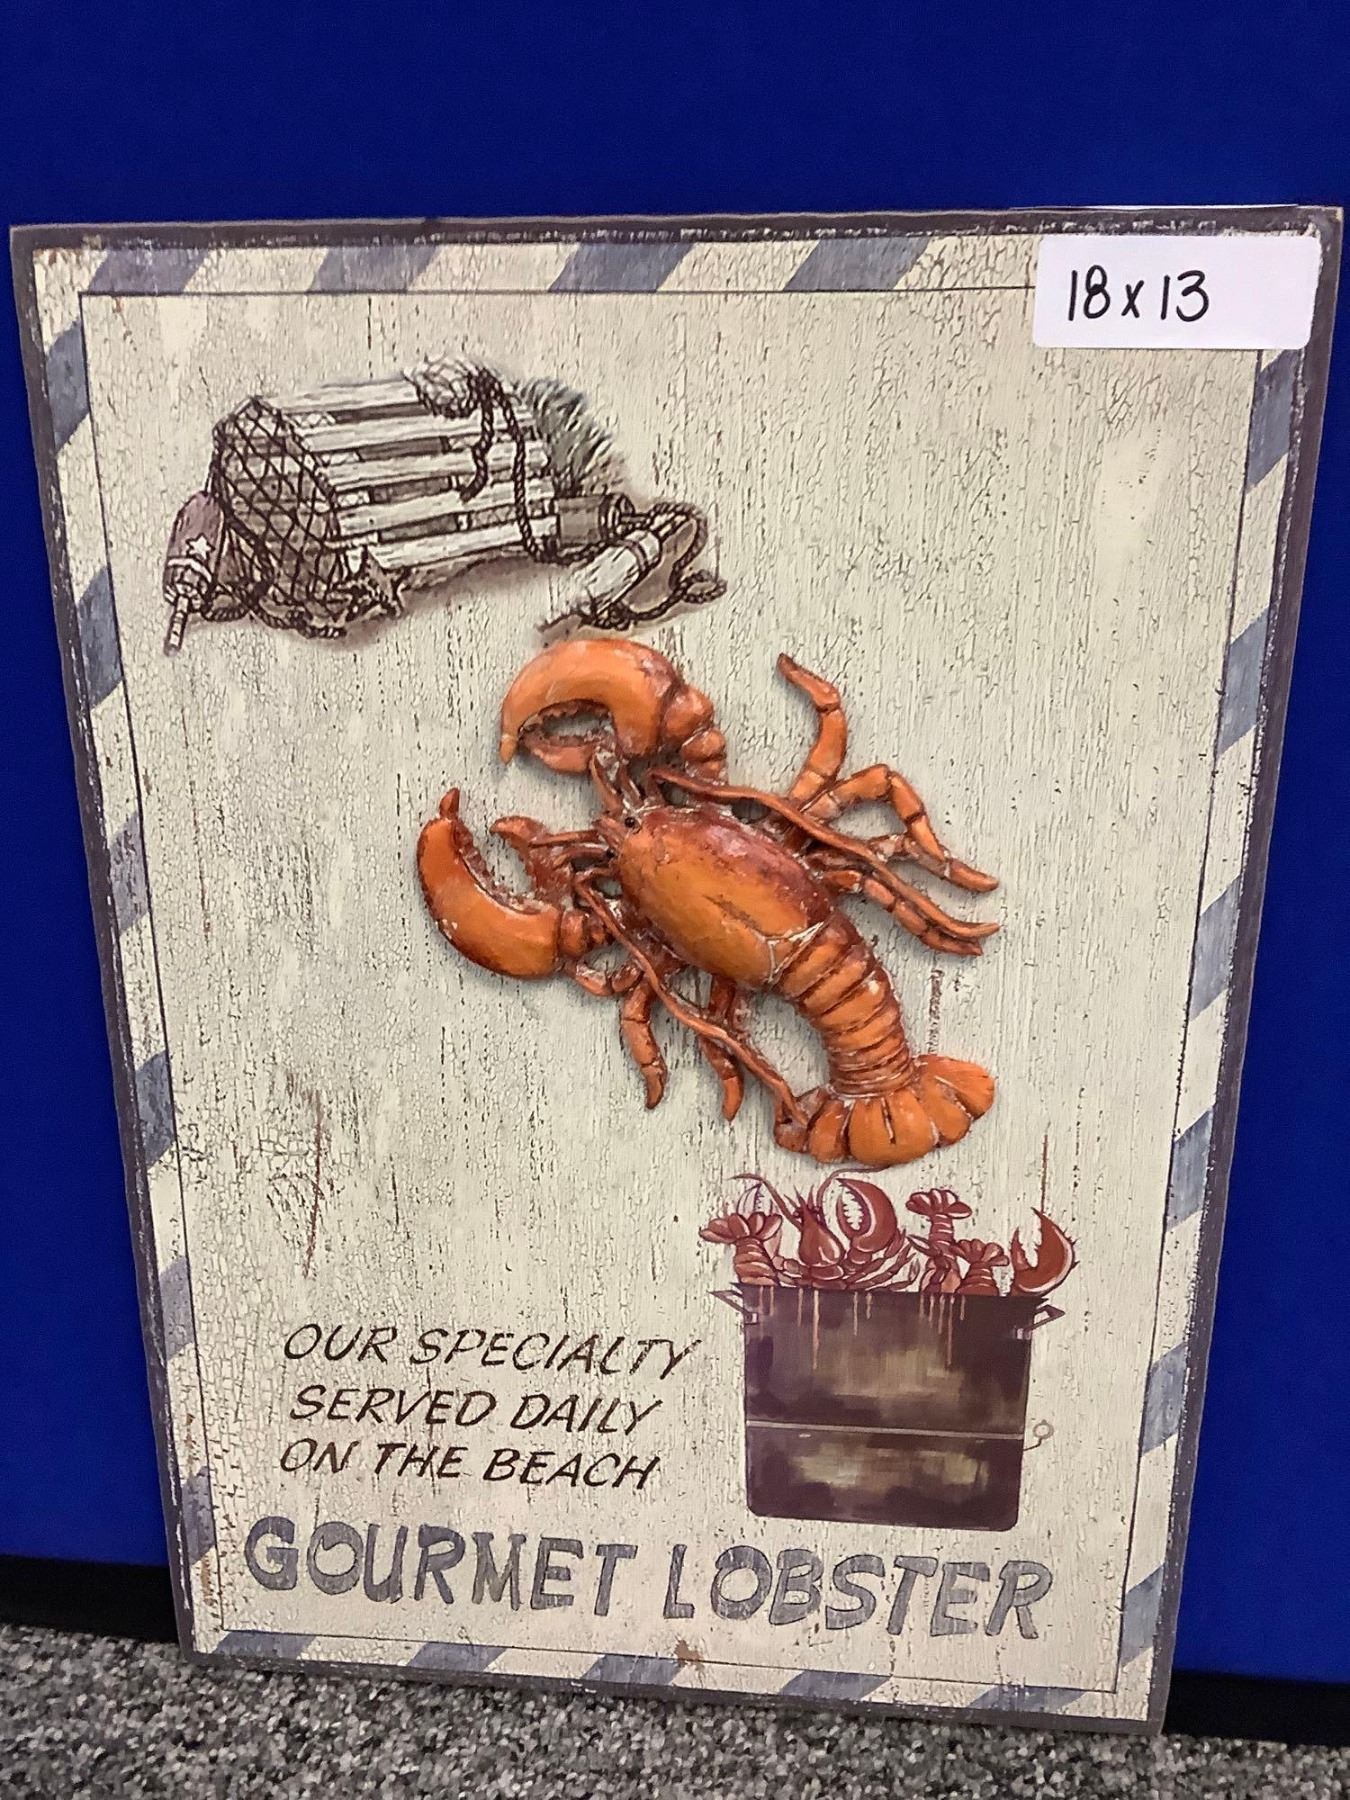 18 x 13
OUR SPECIALTY
SERVED DAILY
ON THE BEACH
GOURMET LOBSTER